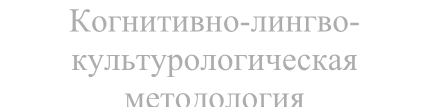 Когнитивно-лингво-
культурологическая
методология